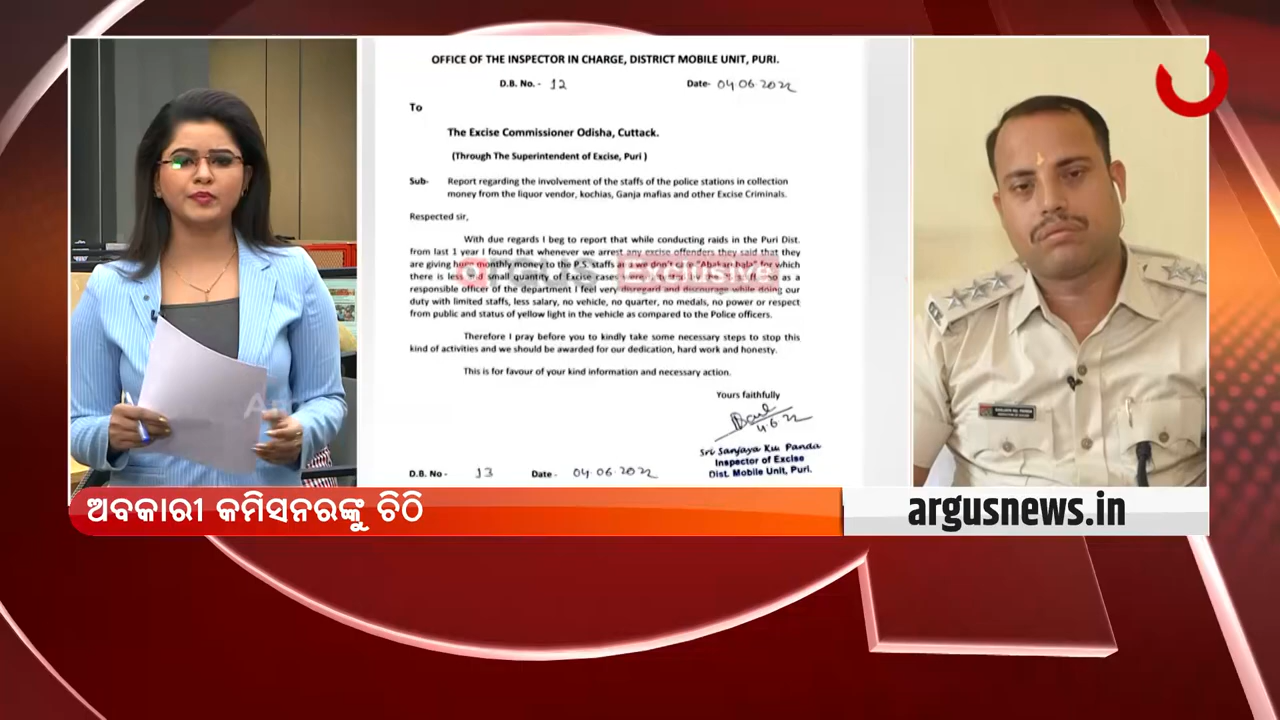 OFFICE OF THE INSPECTOR IN CHARGE, DISTRICT MOBILE UNIT, PURI.
D.B. No. - 12 Date- 04.06.2022
To
The Excise Commissioner Odisha, Cuttack.
(Through The Superintendent of Excise, Puri )
Sub- Report regarding the involvement of the staffs of the police stations in collection
money from the liquor vendor, kochias, Ganja mafias and other Excise Criminals.
Respected sir,
With due regards I beg to report that while conducting raids in the Puri Dist.
from last 1 year I found that whenever we arrest any excise offenders they said that they
are giving huge monthly money to the P.S. staffs for which
there is less and small quantity of Excise cases as a
responsible officer of the department I feel very disregard and discourage while doing our
duty with limited staffs, less salary, no vehicle, no quarter, no medals, no power or respect
from public and status of yellow light in the vehicle as compared to the Police officers.
Therefore I pray before you to kindly take some necessary steps to stop this
kind of activities and we should be awarded for our dedication, hard work and honesty.
This is for favour of your kind information and necessary action.
Yours faithfully
4.6.22
Sri Sanjaya Ku. Panda
Inspector of Excise
Dist. Mobile Unit, Puri.
D.B. No - 13 Date - 04.06.2022
Exclusive
SANJAYA KU. PANDA
ଅବକାରୀ କମିସନରଙ୍କୁ ଚିଠି
argusnews.in